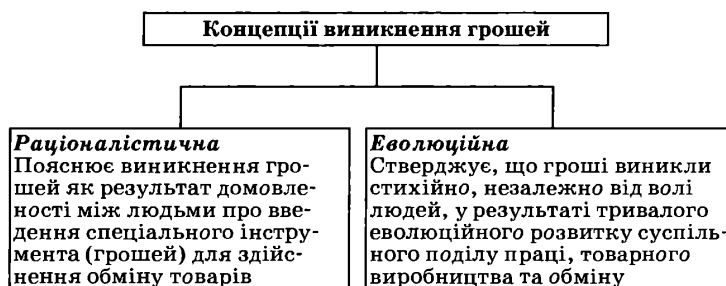 Концепції виникнення грошей
Раціоналістична
Пояснює виникнення гро-
шей як результат домовле-
ності між людьми про вве-
дення спеціального інстру-
мента (грошей) для здійс-
нення обміну товарів
Еволюційна
Стверджує, що гроші виникли
стихійно, незалежно від волі
людей, у результаті тривалого
еволюційного розвитку суспіль-
ного поділу праці, товарного
виробництва та обміну